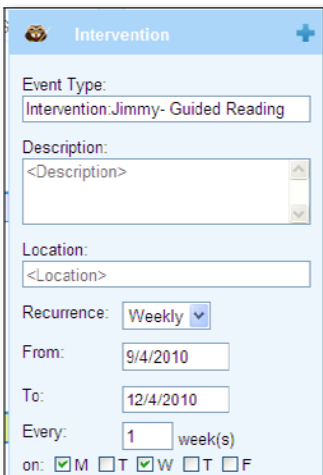 Intervention
Event Type:
Intervention:Jimmy- Guided Reading
Description:
<Description>
Location:
<Location>
Recurrence: Weekly
From: 9/4/2010
To: 12/4/2010
Every: 1 week(s)
on: M T W T F